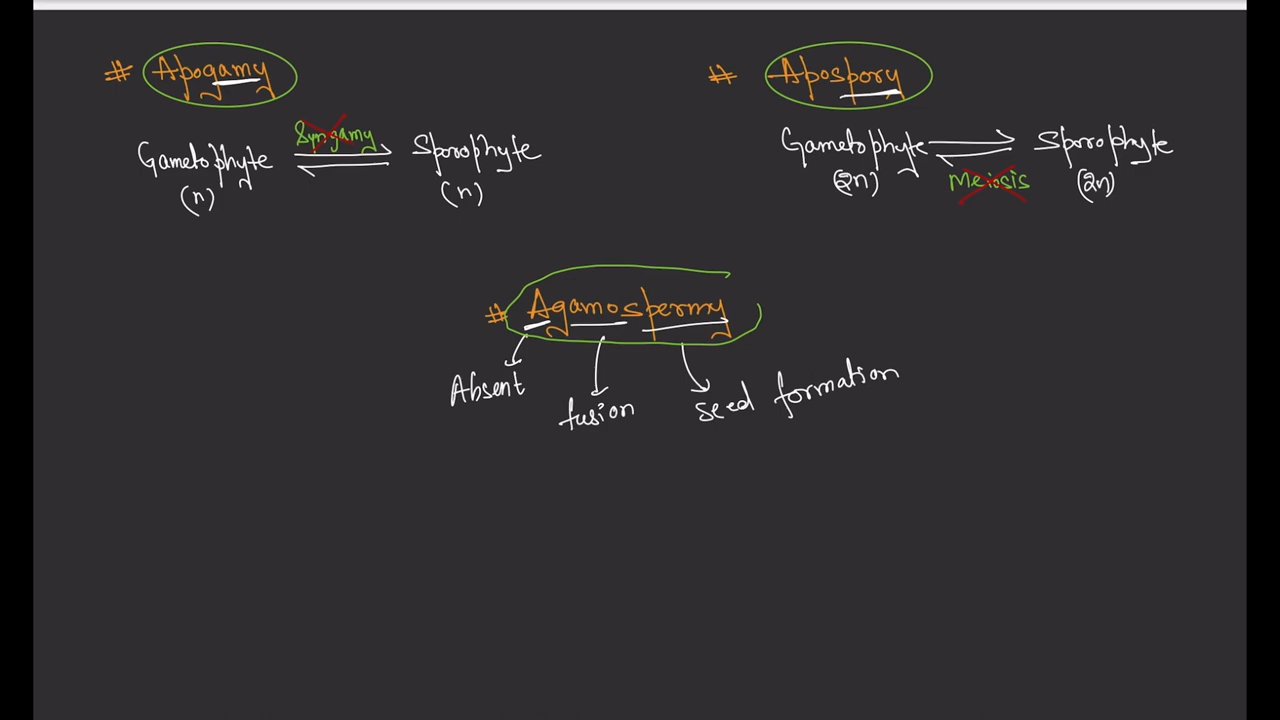 # Apogamy
Gametophyte Syngamy Sporophyte
(n) (n)
# Apospory
Gametophyte Sporophyte
Meiosis
(2n) (2n)
# Agamospermy
Absent fusion seed formation